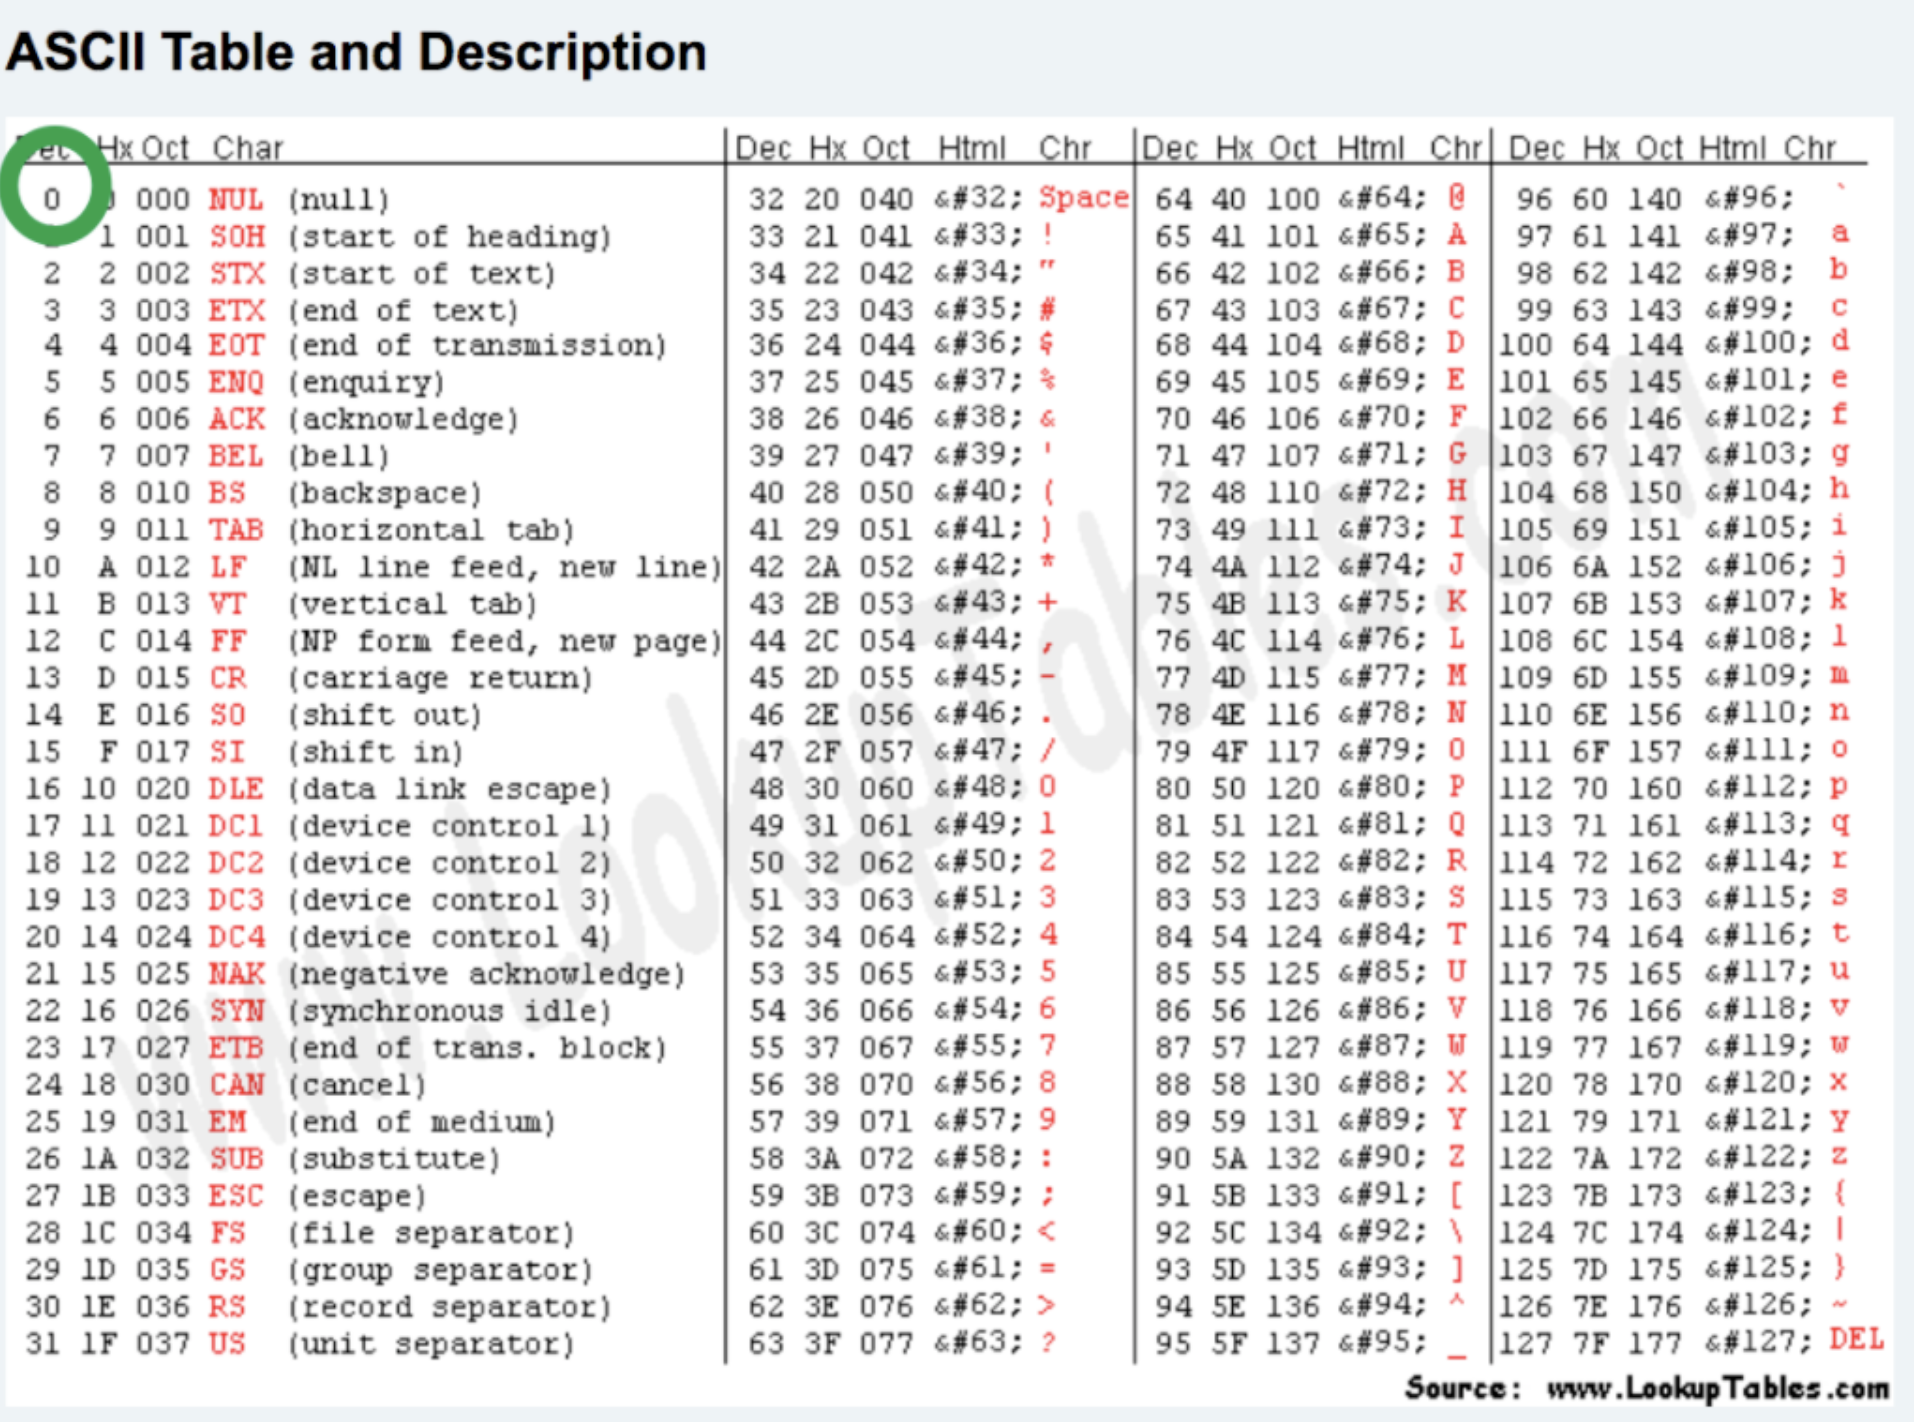 ASCII Table and Description
Dec Hx Oct Char Dec Hx Oct Html Chr Dec Hx Oct Html Chr Dec Hx Oct Html Chr
0 0 000 NUL (null) 32 20 040 &#32; Space 64 40 100 &#64; @ 96 60 140 &#96; `
1 001 SOH (start of heading) 33 21 041 &#33; ! 65 41 101 &#65; A 97 61 141 &#97; a
2 2 002 STX (start of text) 34 22 042 &#34; " 66 42 102 &#66; B 98 62 142 &#98; b
3 3 003 ETX (end of text) 35 23 043 &#35; # 67 43 103 &#67; C 99 63 143 &#99; c
4 4 004 EOT (end of transmission) 36 24 044 &#36; $ 68 44 104 &#68; D 100 64 144 &#100; d
5 5 005 ENQ (enquiry) 37 25 045 &#37; % 69 45 105 &#69; E 101 65 145 &#101; e
6 6 006 ACK (acknowledge) 38 26 046 &#38; & 70 46 106 &#70; F 102 66 146 &#102; f
7 7 007 BEL (bell) 39 27 047 &#39; ' 71 47 107 &#71; G 103 67 147 &#103; g
8 8 010 BS (backspace) 40 28 050 &#40; ( 72 48 110 &#72; H 104 68 150 &#104; h
9 9 011 TAB (horizontal tab) 41 29 051 &#41; ) 73 49 111 &#73; I 105 69 151 &#105; i
10 A 012 LF (NL line feed, new line) 42 2A 052 &#42; * 74 4A 112 &#74; J 106 6A 152 &#106; j
11 B 013 VT (vertical tab) 43 2B 053 &#43; + 75 4B 113 &#75; K 107 6B 153 &#107; k
12 C 014 FF (NP form feed, new page) 44 2C 054 &#44; , 76 4C 114 &#76; L 108 6C 154 &#108; l
13 D 015 CR (carriage return) 45 2D 055 &#45; - 77 4D 115 &#77; M 109 6D 155 &#109; m
14 E 016 SO (shift out) 46 2E 056 &#46; . 78 4E 116 &#78; N 110 6E 156 &#110; n
15 F 017 SI (shift in) 47 2F 057 &#47; / 79 4F 117 &#79; O 111 6F 157 &#111; o
16 10 020 DLE (data link escape) 48 30 060 &#48; 0 80 50 120 &#80; P 112 70 160 &#112; p
17 11 021 DC1 (device control 1) 49 31 061 &#49; 1 81 51 121 &#81; Q 113 71 161 &#113; q
18 12 022 DC2 (device control 2) 50 32 062 &#50; 2 82 52 122 &#82; R 114 72 162 &#114; r
19 13 023 DC3 (device control 3) 51 33 063 &#51; 3 83 53 123 &#83; S 115 73 163 &#115; s
20 14 024 DC4 (device control 4) 52 34 064 &#52; 4 84 54 124 &#84; T 116 74 164 &#116; t
21 15 025 NAK (negative acknowledge) 53 35 065 &#53; 5 85 55 125 &#85; U 117 75 165 &#117; u
22 16 026 SYN (synchronous idle) 54 36 066 &#54; 6 86 56 126 &#86; V 118 76 166 &#118; v
23 17 027 ETB (end of trans. block) 55 37 067 &#55; 7 87 57 127 &#87; W 119 77 167 &#119; w
24 18 030 CAN (cancel) 56 38 070 &#56; 8 88 58 130 &#88; X 120 78 170 &#120; x
25 19 031 EM (end of medium) 57 39 071 &#57; 9 89 59 131 &#89; Y 121 79 171 &#121; y
26 1A 032 SUB (substitute) 58 3A 072 &#58; : 90 5A 132 &#90; Z 122 7A 172 &#122; z
27 1B 033 ESC (escape) 59 3B 073 &#59; ; 91 5B 133 &#91; [ 123 7B 173 &#123; {
28 1C 034 FS (file separator) 60 3C 074 &#60; < 92 5C 134 &#92; \ 124 7C 174 &#124; |
29 1D 035 GS (group separator) 61 3D 075 &#61; = 93 5D 135 &#93; ] 125 7D 175 &#125; }
30 1E 036 RS (record separator) 62 3E 076 &#62; > 94 5E 136 &#94; ^ 126 7E 176 &#126; ~
31 1F 037 US (unit separator) 63 3F 077 &#63; ? 95 5F 137 &#95; _ 127 7F 177 &#127; DEL
www.LookupTables.com
Source: www.LookupTables.com